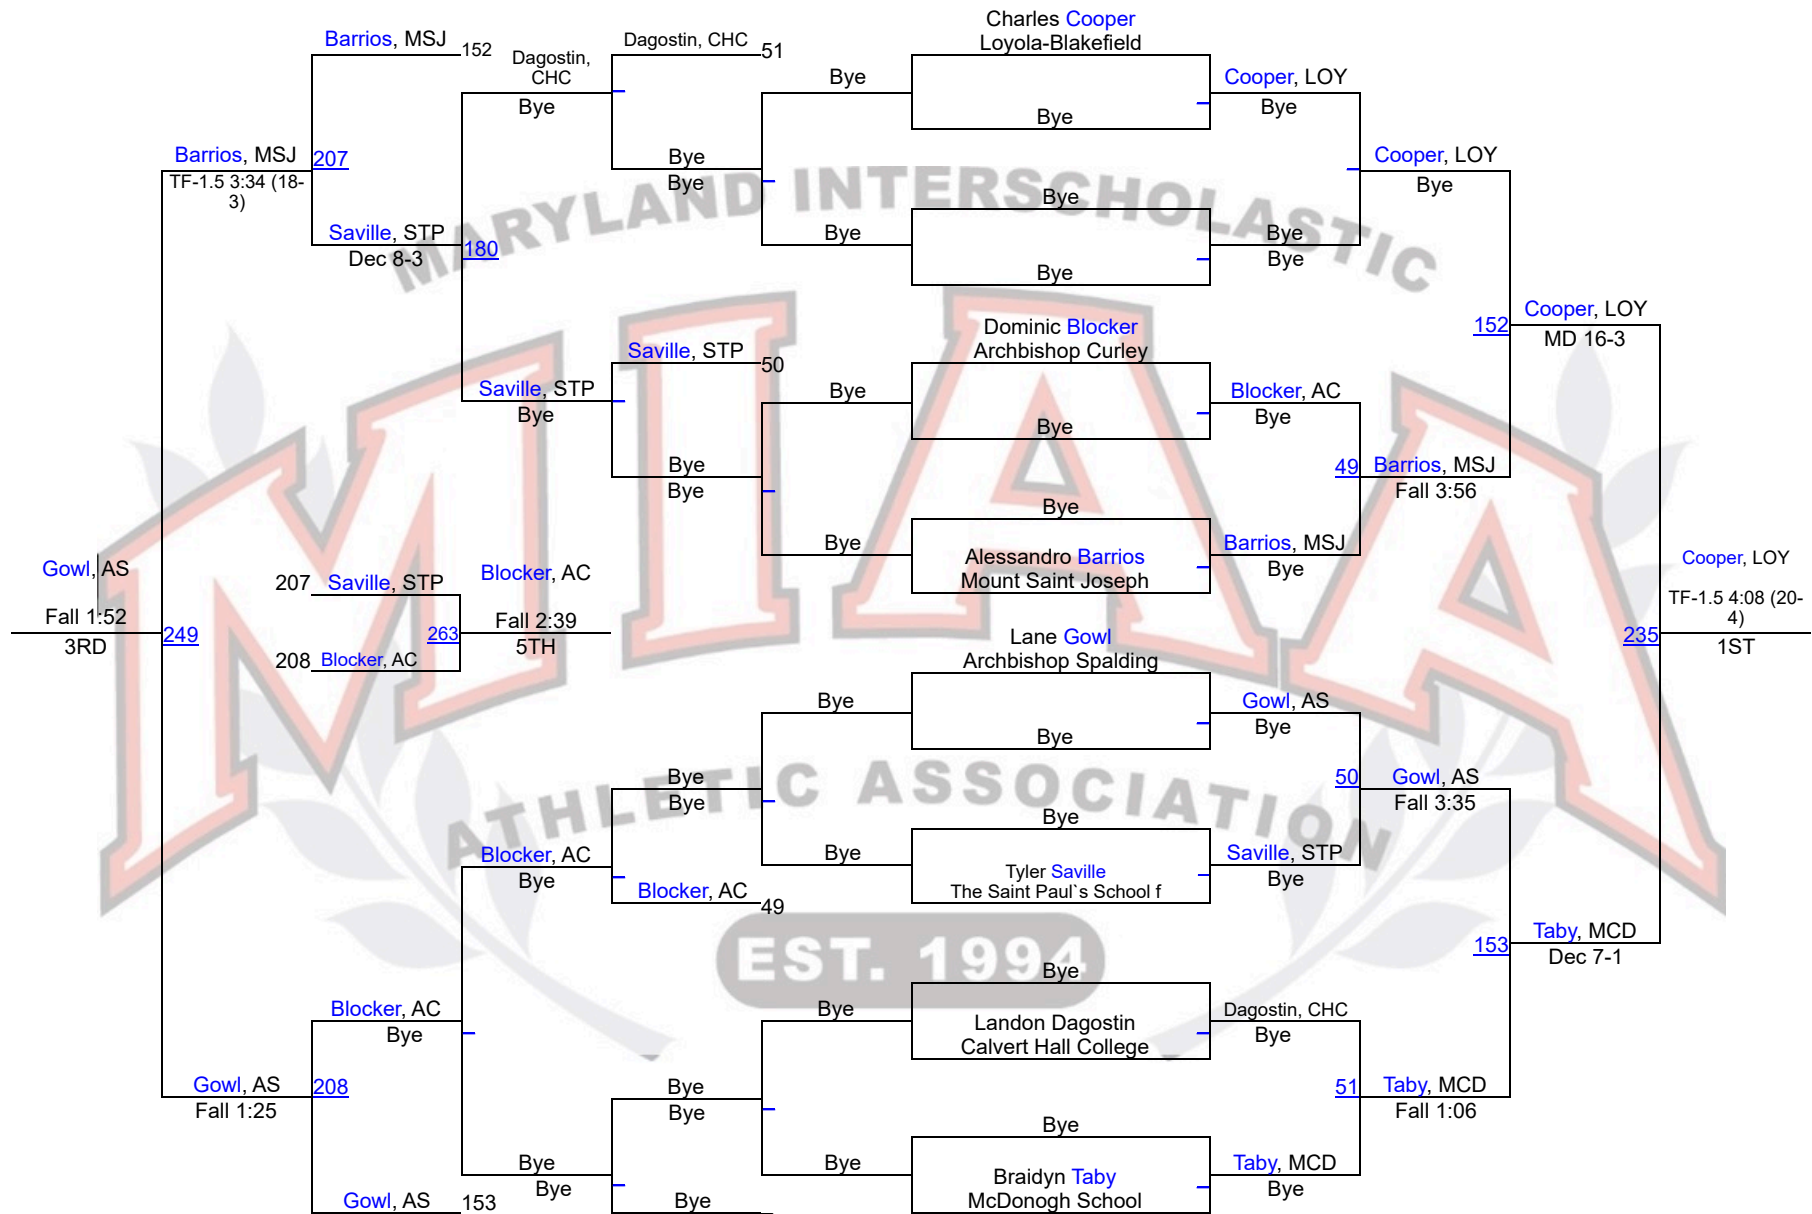 Charles Cooper
Loyola-Blakefield
Bye
Bye
Bye
Dominic Blocker
Archbishop Curley
Bye
Bye
Alessandro Barrios
Mount Saint Joseph
Lane Gowl
Archbishop Spalding
Bye
Bye
Tyler Saville
The Saint Paul`s School f
Bye
Landon Dagostin
Calvert Hall College
Bye
Braidyn Taby
McDonogh School
Cooper, LOY
Bye
Bye
Bye
Blocker, AC
Bye
Barrios, MSJ
Bye
Gowl, AS
Bye
Saville, STP
Bye
Dagostin, CHC
Bye
Taby, MCD
Bye
Cooper, LOY
Bye
49 Barrios, MSJ
Fall 3:56
50 Gowl, AS
Fall 3:35
51 Taby, MCD
Fall 1:06
152 Cooper, LOY
MD 16-3
153 Taby, MCD
Dec 7-1
Cooper, LOY
TF-1.5 4:08 (20-
4)
235
1ST
Bye
Bye
Bye
Bye
Bye
Bye
Bye
Bye
Dagostin, CHC 51
Bye
Bye
Saville, STP 50
Bye
Bye
Bye
Bye
Blocker, AC 49
Bye
Bye
Bye
Dagostin,
CHC
Bye
Saville, STP
Bye
Blocker, AC
Bye
Bye
Bye
Barrios, MSJ 152
Saville, STP 180
Dec 8-3
Blocker, AC
Bye
Gowl, AS 153
Barrios, MSJ 207
TF-1.5 3:34 (18-
3)
Gowl, AS 208
Fall 1:25
Gowl, AS
Fall 1:52
249
3RD
207 Saville, STP
208 Blocker, AC
263
Blocker, AC
Fall 2:39
5TH
MARYLAND INTERSCHOLASTIC
MIAA
ATHLETIC ASSOCIATION
EST. 1994